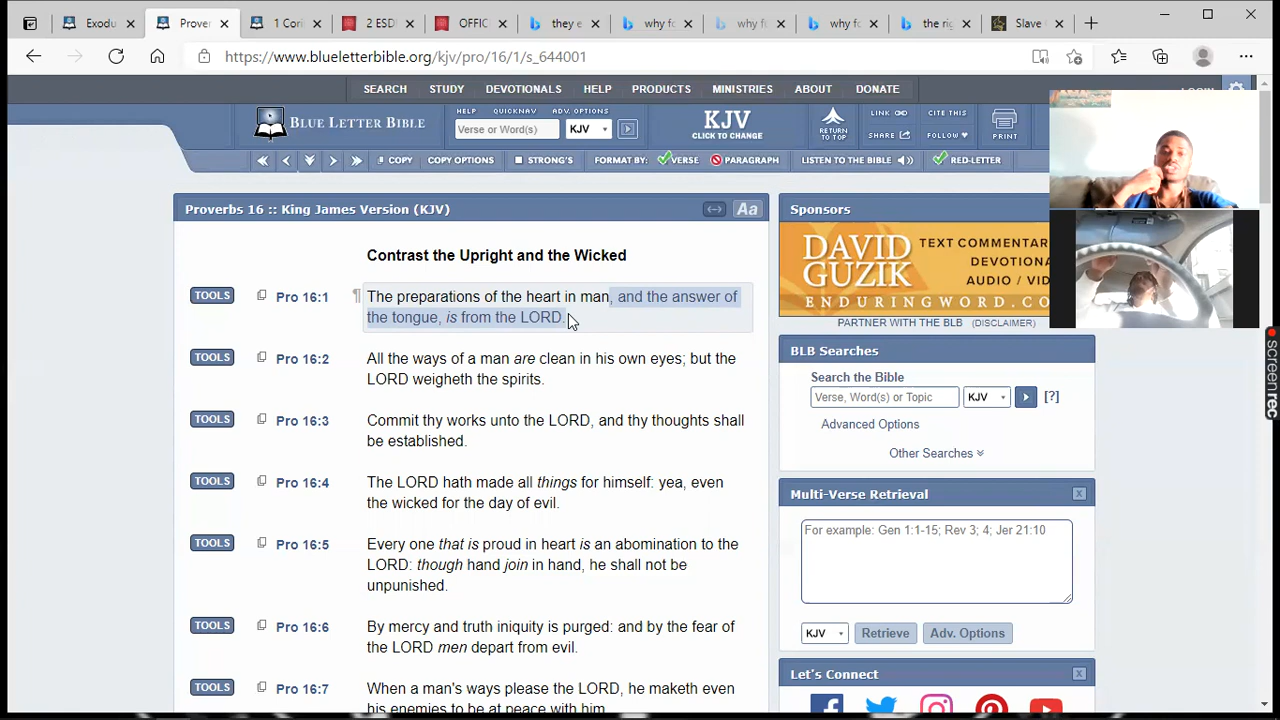 Exodu
Prover
1 Cori
2 ESD
OFFIC
they e
why fo
why fo
why fo
the rig
Slave
https://www.blueletterbible.org/kjv/pro/16/1/s_644001
SEARCH STUDY DEVOTIONALS HELP PRODUCTS MINISTRIES ABOUT DONATE
BLUE LETTER BIBLE
HELP QUICKNAV ADV. OPTIONS
Verse or Word(s) KJV
KJV
CLICK TO CHANGE
RETURN TO TOP
LINK
SHARE
CITE THIS
FOLLOW
PRINT
COPY COPY OPTIONS STRONG'S FORMAT BY: VERSE PARAGRAPH LISTEN TO THE BIBLE RED-LETTER
Proverbs 16 :: King James Version (KJV) Aa
Contrast the Upright and the Wicked
TOOLS Pro 16:1 ¶ The preparations of the heart in man, and the answer of
the tongue, is from the LORD.
TOOLS Pro 16:2 All the ways of a man are clean in his own eyes; but the
LORD weigheth the spirits.
TOOLS Pro 16:3 Commit thy works unto the LORD, and thy thoughts shall
be established.
TOOLS Pro 16:4 The LORD hath made all things for himself: yea, even
the wicked for the day of evil.
TOOLS Pro 16:5 Every one that is proud in heart is an abomination to the
LORD: though hand join in hand, he shall not be
unpunished.
TOOLS Pro 16:6 By mercy and truth iniquity is purged: and by the fear of
the LORD men depart from evil.
TOOLS Pro 16:7 When a man's ways please the LORD, he maketh even
his enemies to be at peace with him.
Sponsors
DAVID
GUZIK
TEXT COMMENTAR
DEVOTIONA
AUDIO / VID
ENDURINGWORD.
PARTNER WITH THE BLB (DISCLAIMER)
BLB Searches
Search the Bible
Verse, Word(s) or Topic KJV [?]
Advanced Options
Other Searches
Multi-Verse Retrieval X
For example: Gen 1:1-15; Rev 3; 4; Jer 21:10
KJV Retrieve Adv. Options
Let's Connect X
screenrec